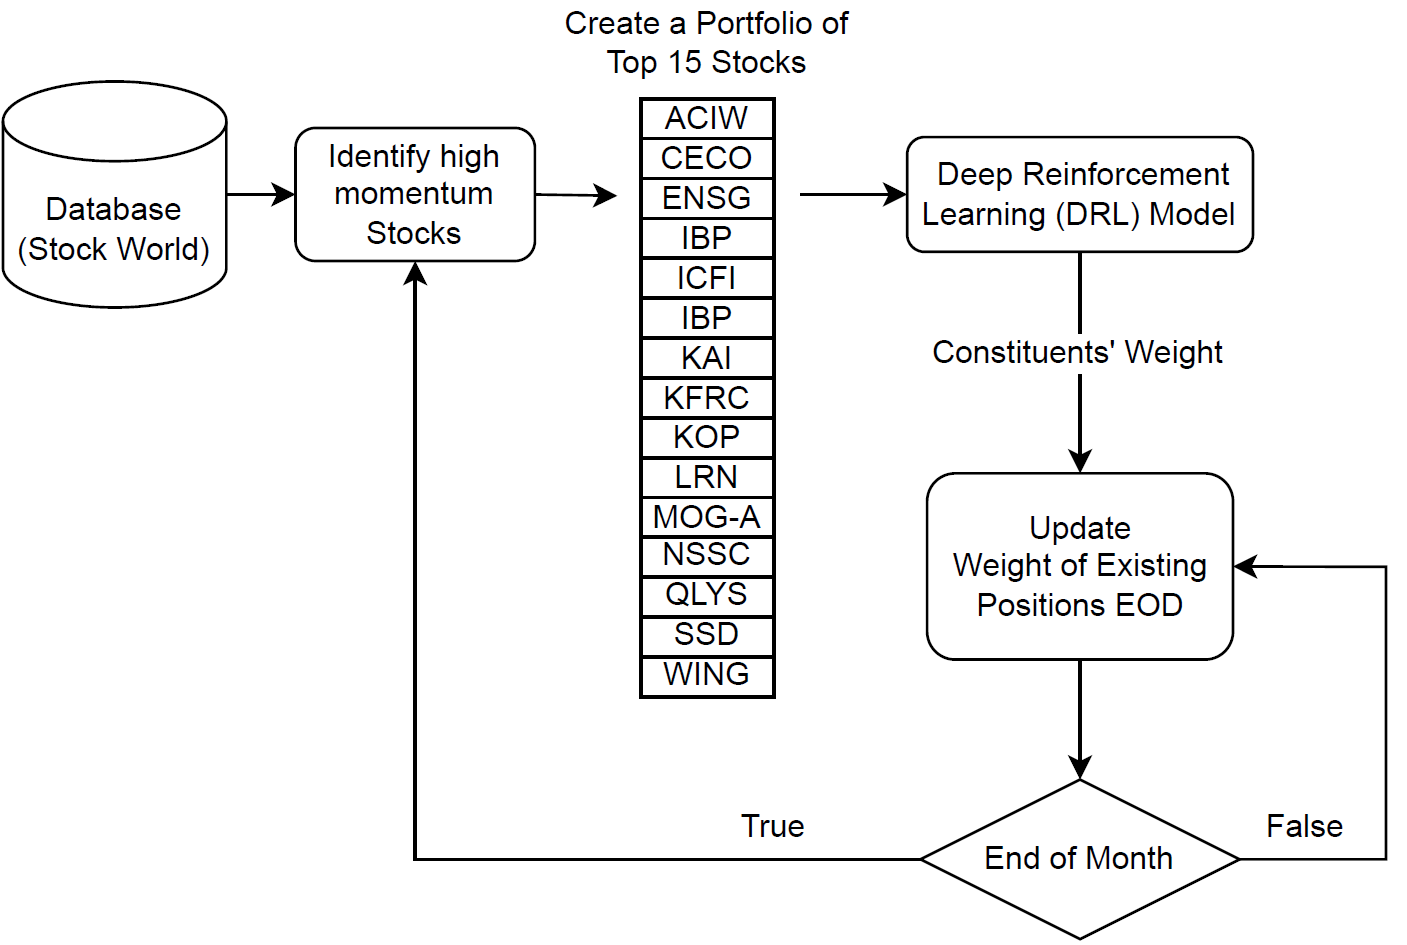 Create a Portfolio of
Top 15 Stocks
Database
(Stock World)
Identify high
momentum
Stocks
ACIW
CECO
ENSG
IBP
ICFI
IBP
KAI
KFRC
KOP
LRN
MOG-A
NSSC
QLYS
SSD
WING
Deep Reinforcement
Learning (DRL) Model
Constituents' Weight
Update
Weight of Existing
Positions EOD
End of Month
True
False